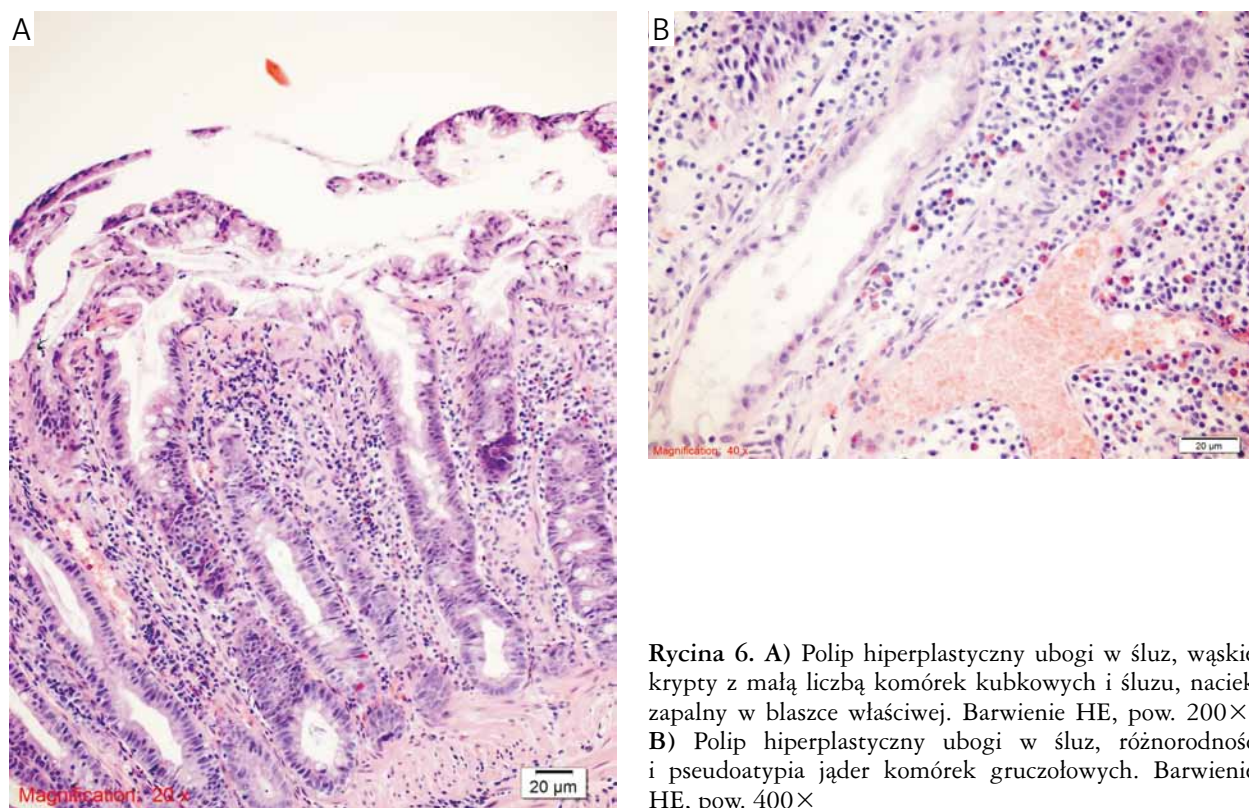 A
B
Magnification: 40 x
20 µm
Rycina 6. A) Polip hiperplastyczny ubogi w śluz, wąskie
krypty z małą liczbą komórek kubkowych i śluzu, naciek
zapalny w blaszce właściwej. Barwienie HE, pow. 200×
B) Polip hiperplastyczny ubogi w śluz, różnorodność
i pseudoatypia jąder komórek gruczołowych. Barwienie
HE, pow. 400×
Magnification: 20 x
20 µm